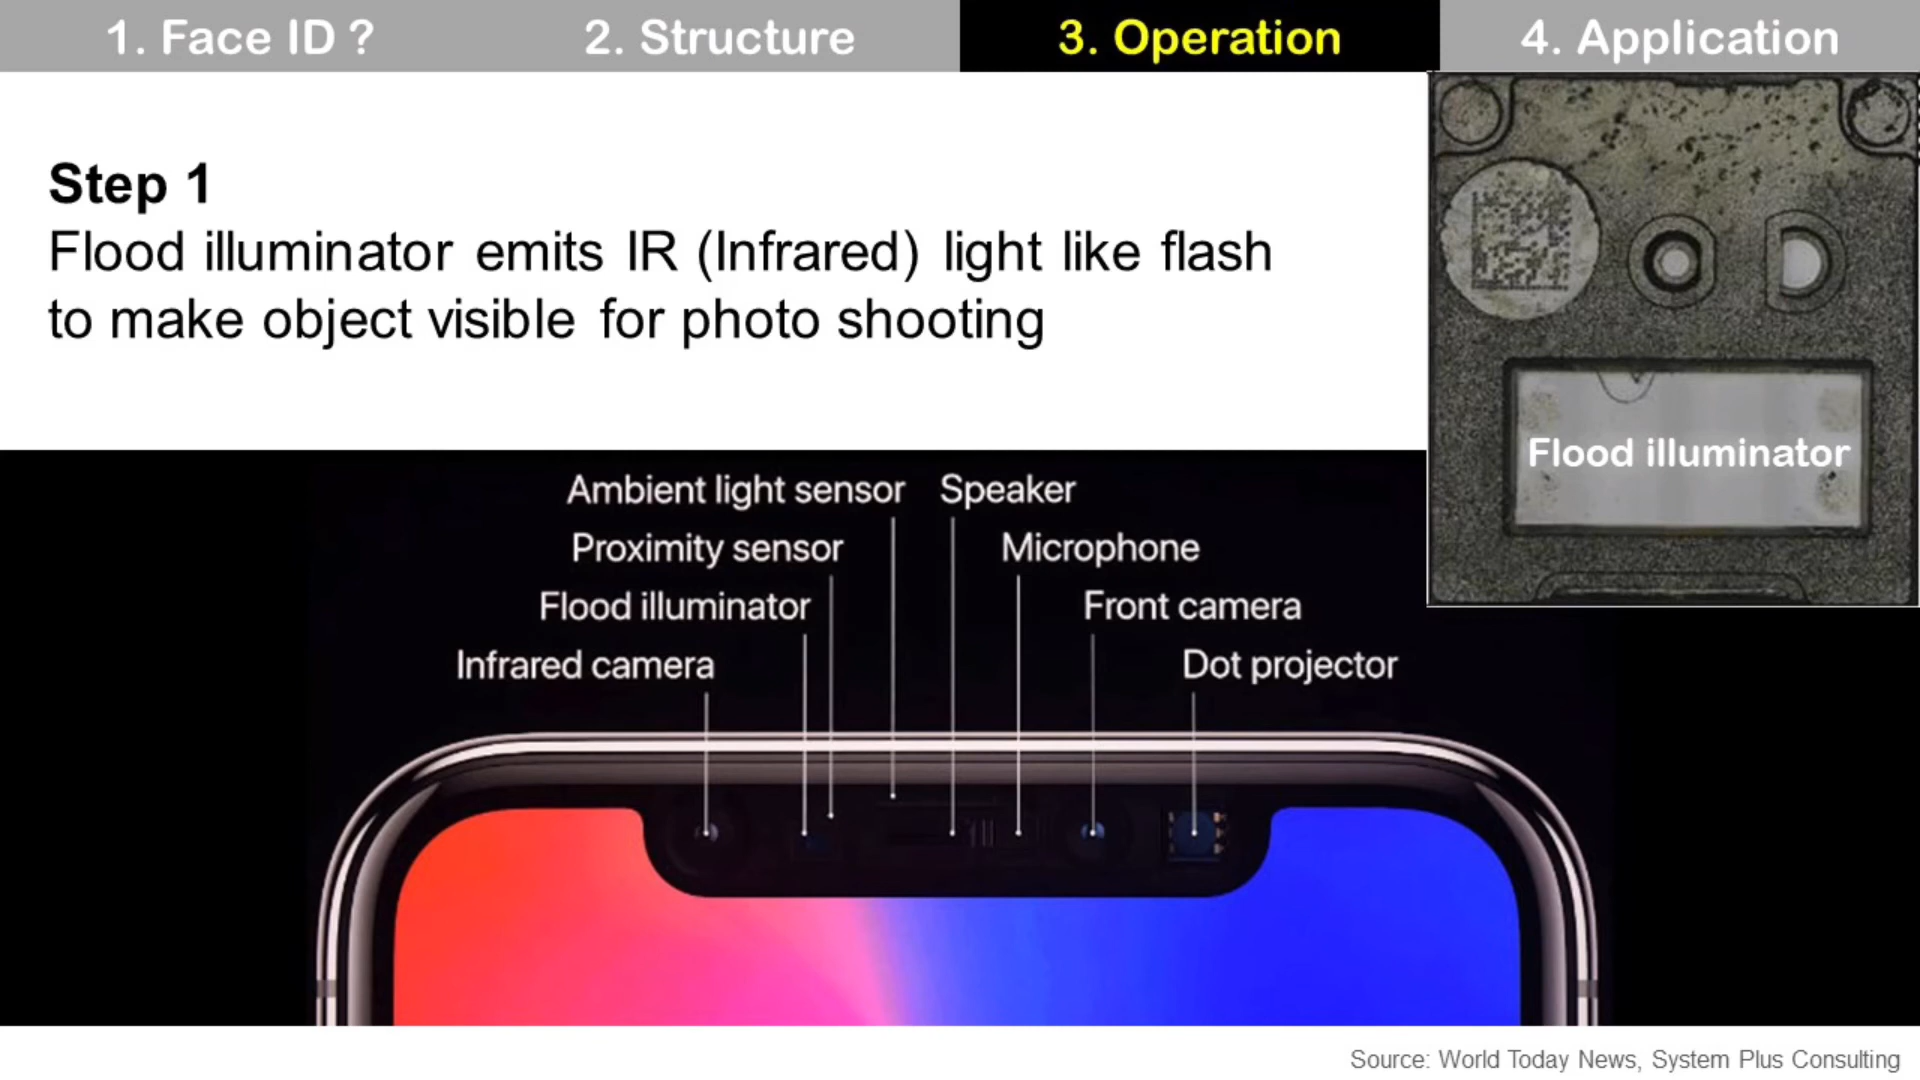 1. Face ID ?
2. Structure
3. Operation
4. Application
Step 1
Flood illuminator emits IR (Infrared) light like flash
to make object visible for photo shooting
Flood illuminator
Ambient light sensor
Speaker
Proximity sensor
Microphone
Flood illuminator
Front camera
Infrared camera
Dot projector
Source: World Today News, System Plus Consulting